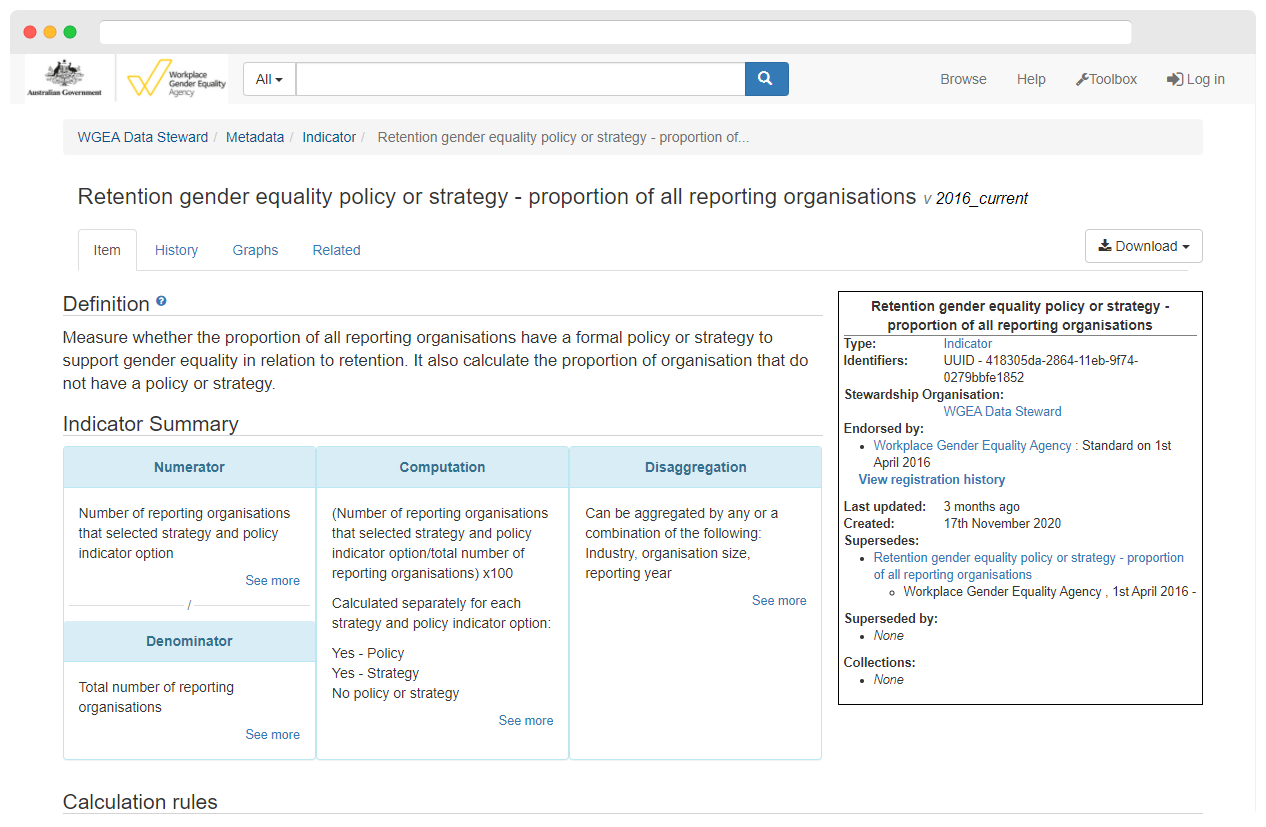 Australian Government
Workplace
Gender Equality
Agency
All
Browse
Help
Toolbox
Log in
WGEA Data Steward / Metadata / Indicator / Retention gender equality policy or strategy - proportion of...
Retention gender equality policy or strategy - proportion of all reporting organisations v 2016_current
Item
History
Graphs
Related
Download
Definition ?
Measure whether the proportion of all reporting organisations have a formal policy or strategy to
support gender equality in relation to retention. It also calculate the proportion of organisation that do
not have a policy or strategy.
Indicator Summary
Numerator
Number of reporting organisations
that selected strategy and policy
indicator option
See more
/
Denominator
Total number of reporting
organisations
See more
Computation
(Number of reporting organisations
that selected strategy and policy
indicator option/total number of
reporting organisations) x100
Calculated separately for each
strategy and policy indicator option:
Yes - Policy
Yes - Strategy
No policy or strategy
See more
Disaggregation
Can be aggregated by any or a
combination of the following:
Industry, organisation size,
reporting year
See more
Retention gender equality policy or strategy -
proportion of all reporting organisations
Type: Indicator
Identifiers: UUID - 418305da-2864-11eb-9f74-
0279bbfe1852
Stewardship Organisation:
WGEA Data Steward
Endorsed by:
Workplace Gender Equality Agency : Standard on 1st
April 2016
View registration history
Last updated: 3 months ago
Created: 17th November 2020
Supersedes:
Retention gender equality policy or strategy - proportion
of all reporting organisations
Workplace Gender Equality Agency , 1st April 2016 -
Superseded by:
None
Collections:
None
Calculation rules